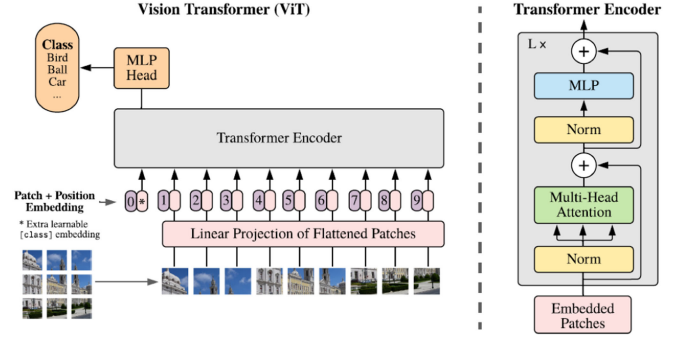 Vision Transformer (ViT)
Class
Bird
Ball
Car
...
MLP
Head
Transformer Encoder
Patch + Position
Embedding
0 * 1 2 3 4 5 6 7 8 9
* Extra learnable
[class] embedding
Linear Projection of Flattened Patches
Transformer Encoder
L ×
+
MLP
Norm
+
Multi-Head
Attention
Norm
Embedded
Patches